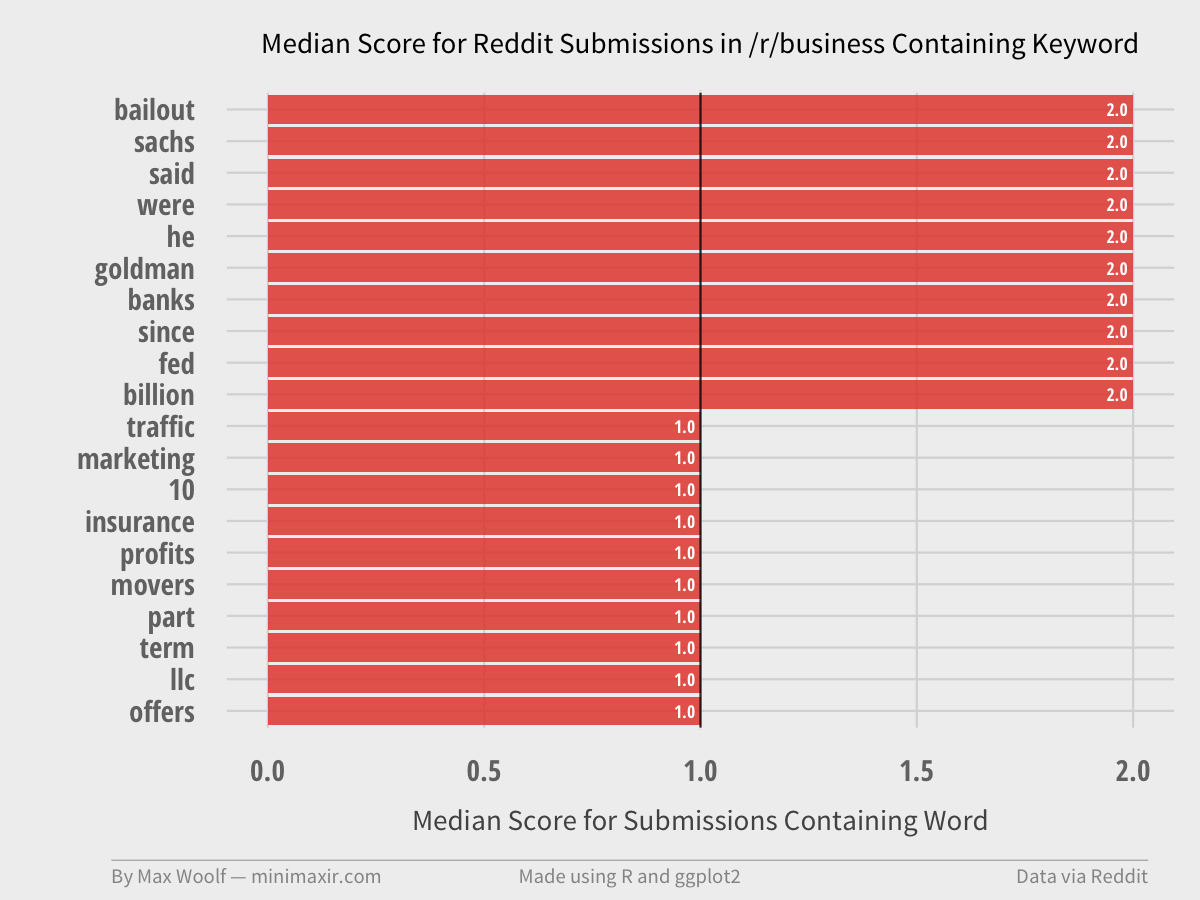 Median Score for Reddit Submissions in /r/business Containing Keyword
bailout 2.0
sachs 2.0
said 2.0
were 2.0
he 2.0
goldman 2.0
banks 2.0
since 2.0
fed 2.0
billion 2.0
traffic 1.0
marketing 1.0
10 1.0
insurance 1.0
profits 1.0
movers 1.0
part 1.0
term 1.0
llc 1.0
offers 1.0
0.0 0.5 1.0 1.5 2.0
Median Score for Submissions Containing Word
By Max Woolf — minimaxir.com Made using R and ggplot2 Data via Reddit